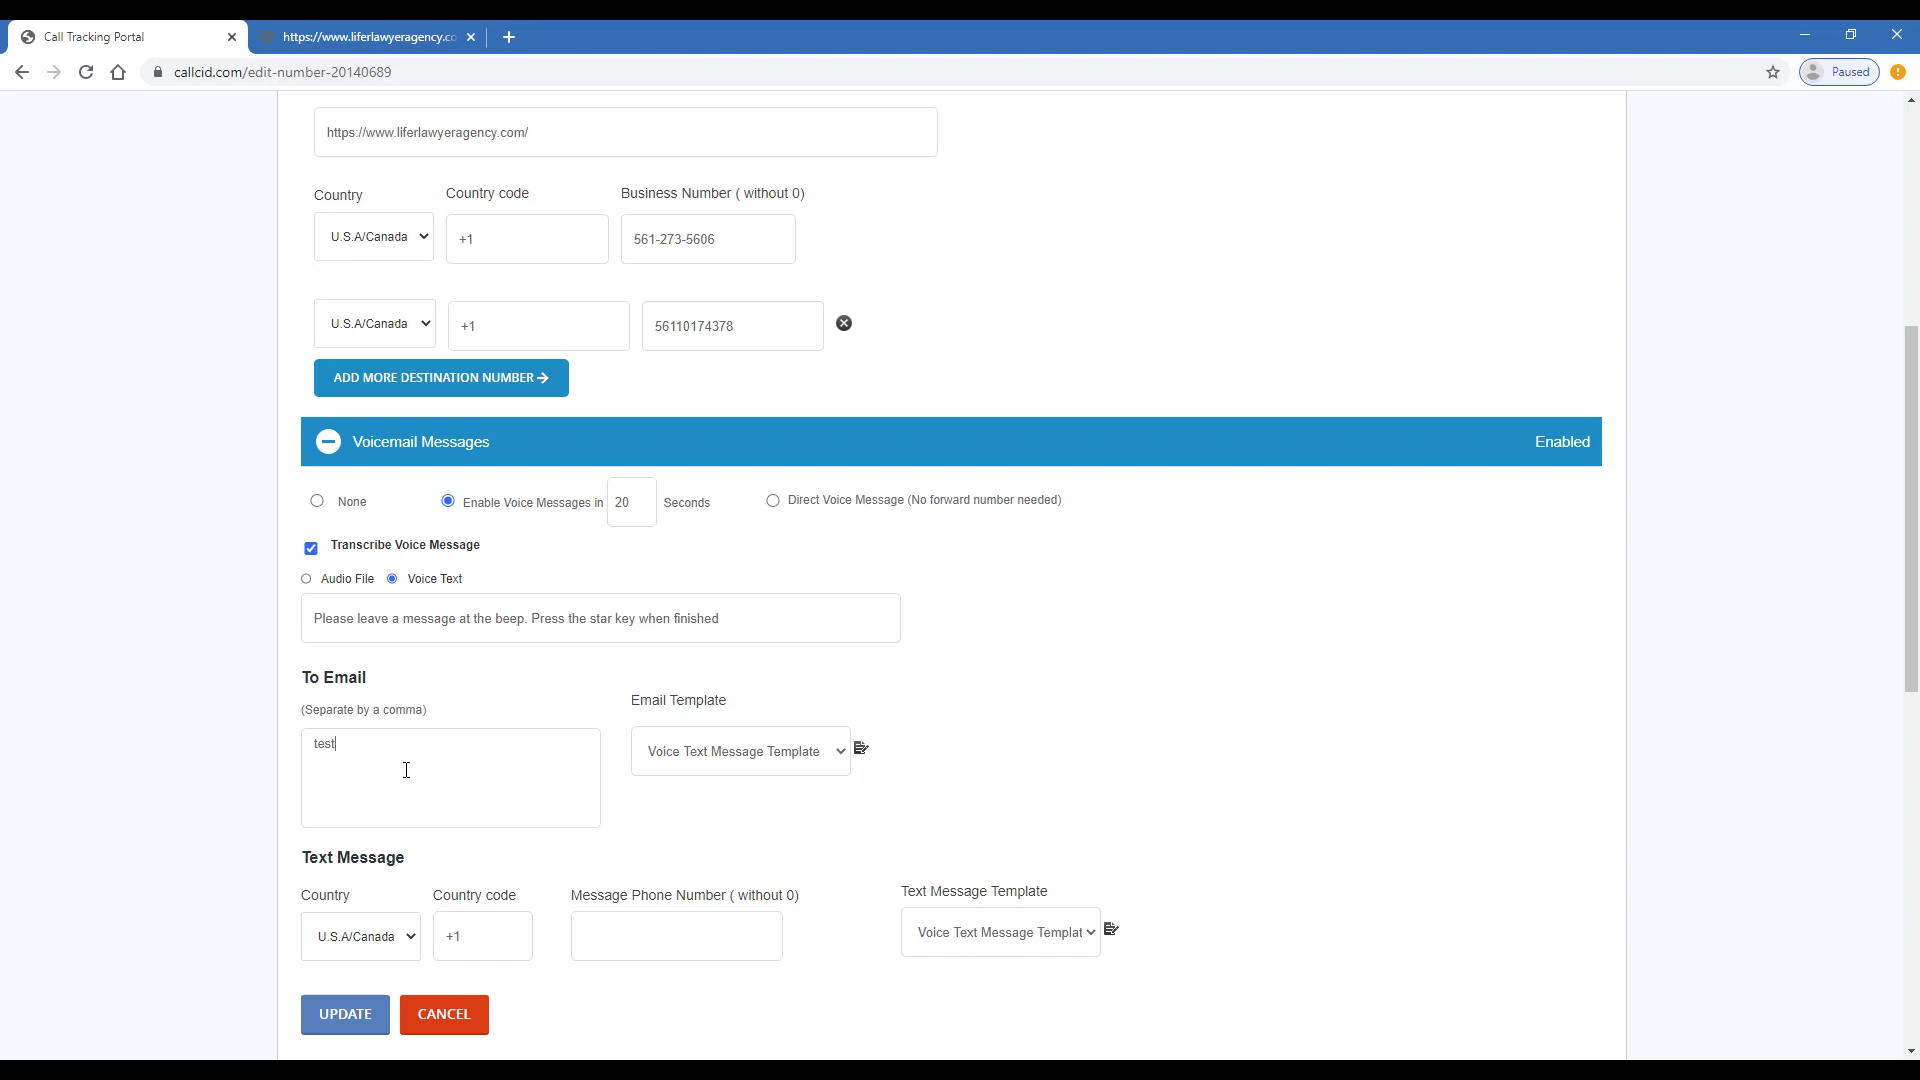 Call Tracking Portal
https://www.liferlawyeragency.co
callcid.com/edit-number-20140689
Paused
https://www.liferlawyeragency.com/
Country
Country code
Business Number ( without 0)
U.S.A/Canada
+1
561-273-5606
U.S.A/Canada
+1
56110174378
ADD MORE DESTINATION NUMBER
Voicemail Messages
Enabled
None
Enable Voice Messages in
20
Seconds
Direct Voice Message (No forward number needed)
Transcribe Voice Message
Audio File
Voice Text
Please leave a message at the beep. Press the star key when finished
To Email
(Separate by a comma)
Email Template
test
Voice Text Message Template
Text Message
Country
Country code
Message Phone Number ( without 0)
Text Message Template
U.S.A/Canada
+1
Voice Text Message Templat
UPDATE
CANCEL